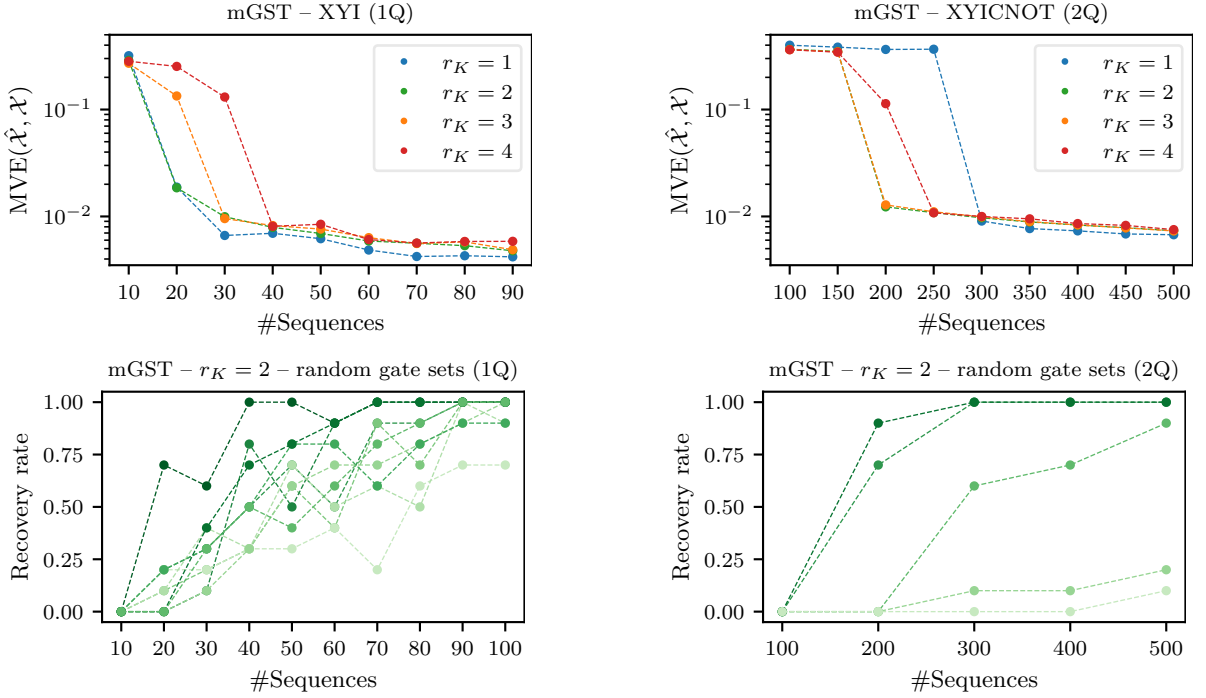 mGST – XYI (1Q)
MVE(𝒳̂, 𝒳)
10⁻¹
10⁻²
r_K = 1
r_K = 2
r_K = 3
r_K = 4
10 20 30 40 50 60 70 80 90
#Sequences
mGST – XYICNOT (2Q)
MVE(𝒳̂, 𝒳)
10⁻¹
10⁻²
r_K = 1
r_K = 2
r_K = 3
r_K = 4
100 150 200 250 300 350 400 450 500
#Sequences
mGST – r_K = 2 – random gate sets (1Q)
Recovery rate
1.00
0.75
0.50
0.25
0.00
10 20 30 40 50 60 70 80 90 100
#Sequences
mGST – r_K = 2 – random gate sets (2Q)
Recovery rate
1.00
0.75
0.50
0.25
0.00
100 200 300 400 500
#Sequences